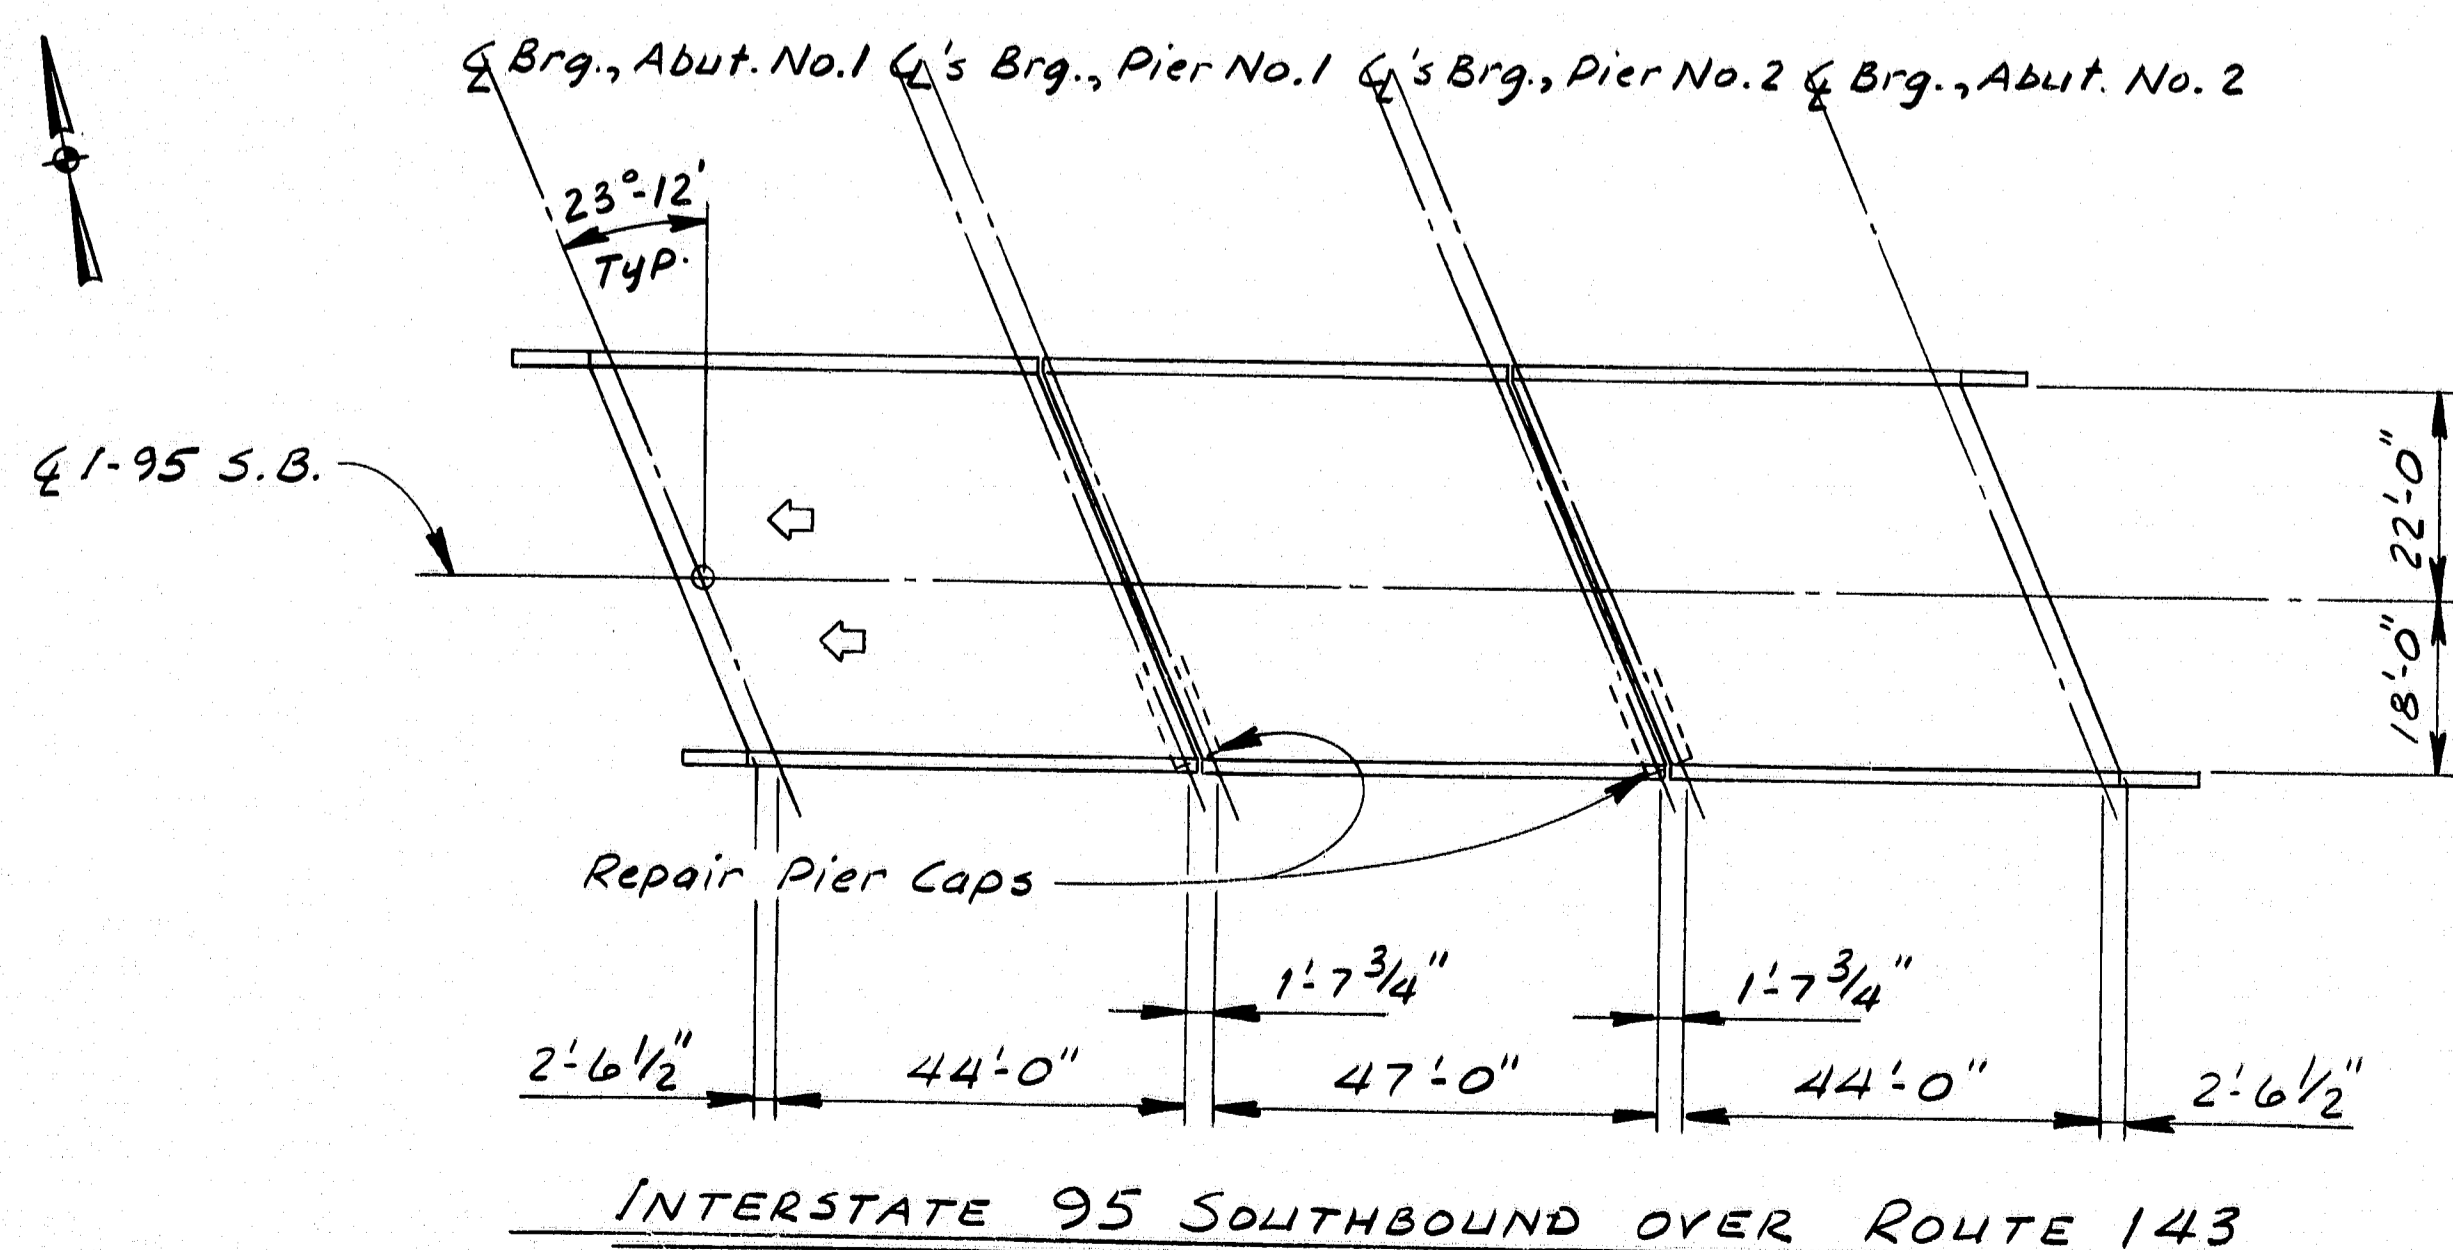 ℄ Brg., Abut. No. 1 ℄'s Brg., Pier No. 1 ℄'s Brg., Pier No. 2 ℄ Brg., Abut. No. 2
23°-12'
TYP.
℄ I-95 S.B.
22'-0"
18'-0"
Repair Pier Caps
1'-7 3/4" 1'-7 3/4"
2'-6 1/2" 44'-0" 47'-0" 44'-0" 2'-6 1/2"
INTERSTATE 95 SOUTHBOUND OVER ROUTE 143